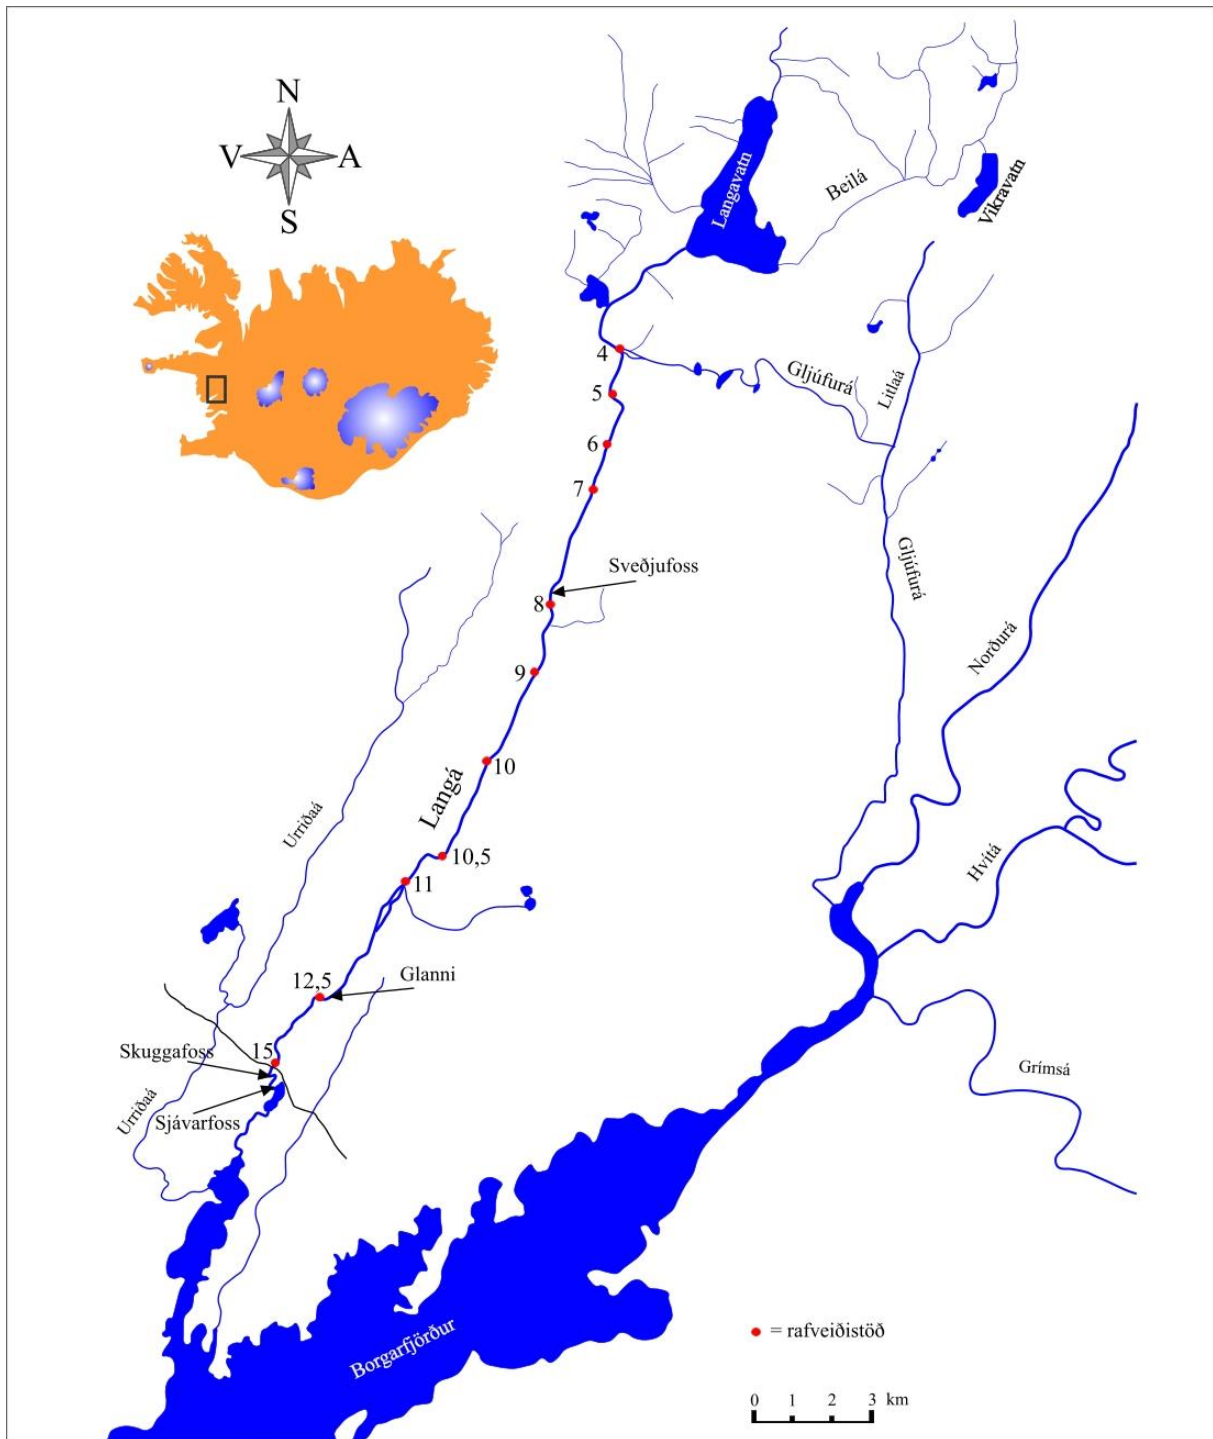 N
V
A
S
Langavatn
Beilá
Vikravatn
4
Gljúfurá
Litlaá
5
6
7
Gljúfurá
Sveðjufoss
8
Norðurá
9
10
Langá
Urriðaá
10,5
Hvítá
11
12,5
Glanni
15
Skuggafoss
Grímsá
Urriðaá
Sjávarfoss
Borgarfjörður
= rafveiðistöð
0 1 2 3 km